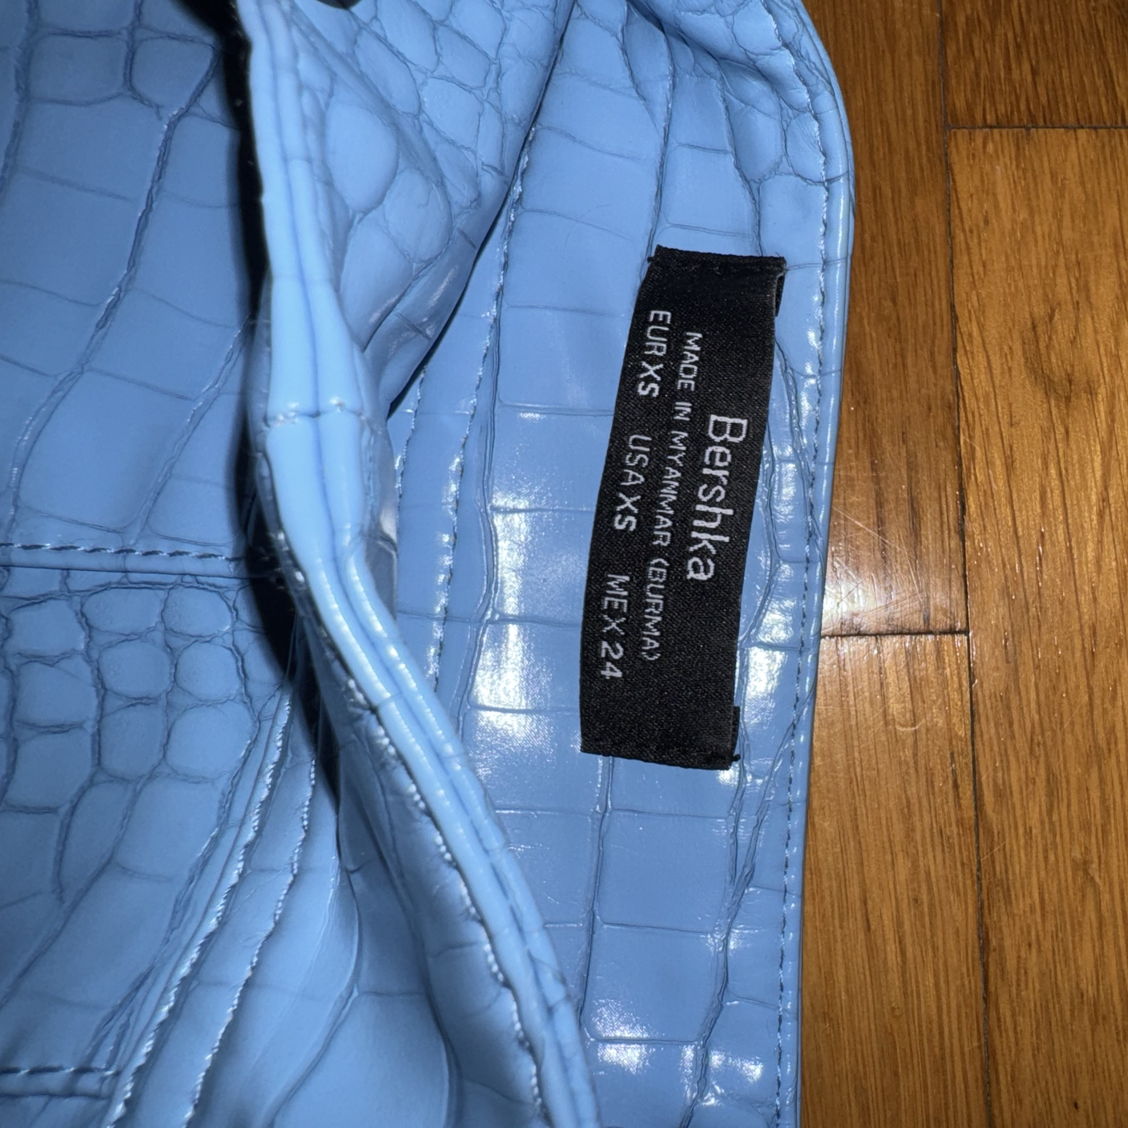 Bershka
MADE IN MYANMAR (BURMA)
EUR XS USA XS MEX 24